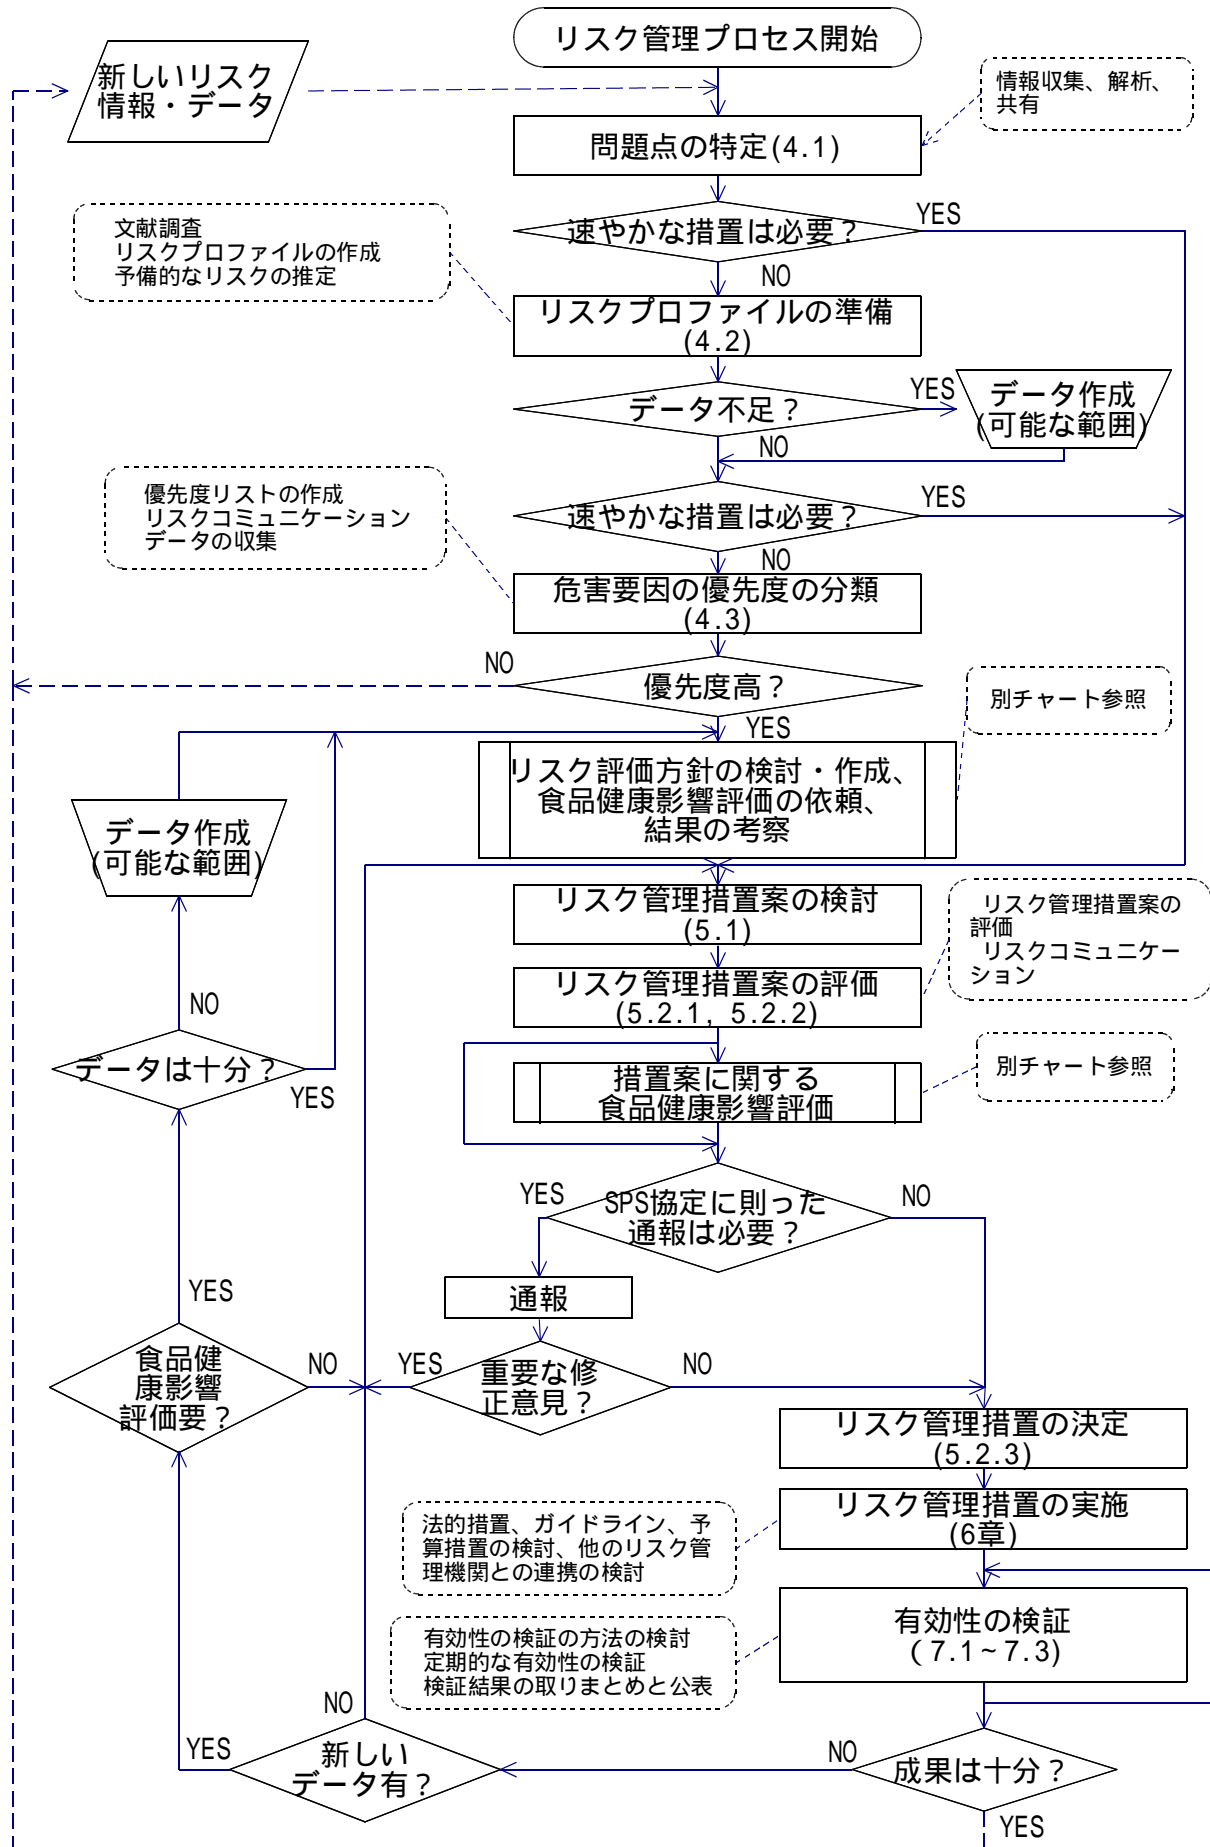 リスク管理プロセス開始
新しいリスク
情報・データ
情報収集、解析、
共有
問題点の特定(4.1)
速やかな措置は必要？
YES
NO
文献調査
リスクプロファイルの作成
予備的なリスクの推定
リスクプロファイルの準備
(4.2)
データ不足？
YES
データ作成
(可能な範囲)
NO
速やかな措置は必要？
YES
NO
優先度リストの作成
リスクコミュニケーション
データの収集
危害要因の優先度の分類
(4.3)
NO
優先度高？
YES
別チャート参照
リスク評価方針の検討・作成、
食品健康影響評価の依頼、
結果の考察
データ作成
(可能な範囲)
リスク管理措置案の検討
(5.1)
リスク管理措置案の
評価
リスクコミュニケー
ション
リスク管理措置案の評価
(5.2.1, 5.2.2)
NO
データは十分？
YES
措置案に関する
食品健康影響評価
別チャート参照
YES
SPS協定に則った
通報は必要？
NO
通報
YES
食品健
康影響
評価要？
NO
YES
重要な修
正意見？
NO
リスク管理措置の決定
(5.2.3)
リスク管理措置の実施
(6章)
法的措置、ガイドライン、予
算措置の検討、他のリスク管
理機関との連携の検討
有効性の検証
(7.1~7.3)
有効性の検証の方法の検討
定期的な有効性の検証
検証結果の取りまとめと公表
NO
YES
新しい
データ有？
NO
成果は十分？
YES